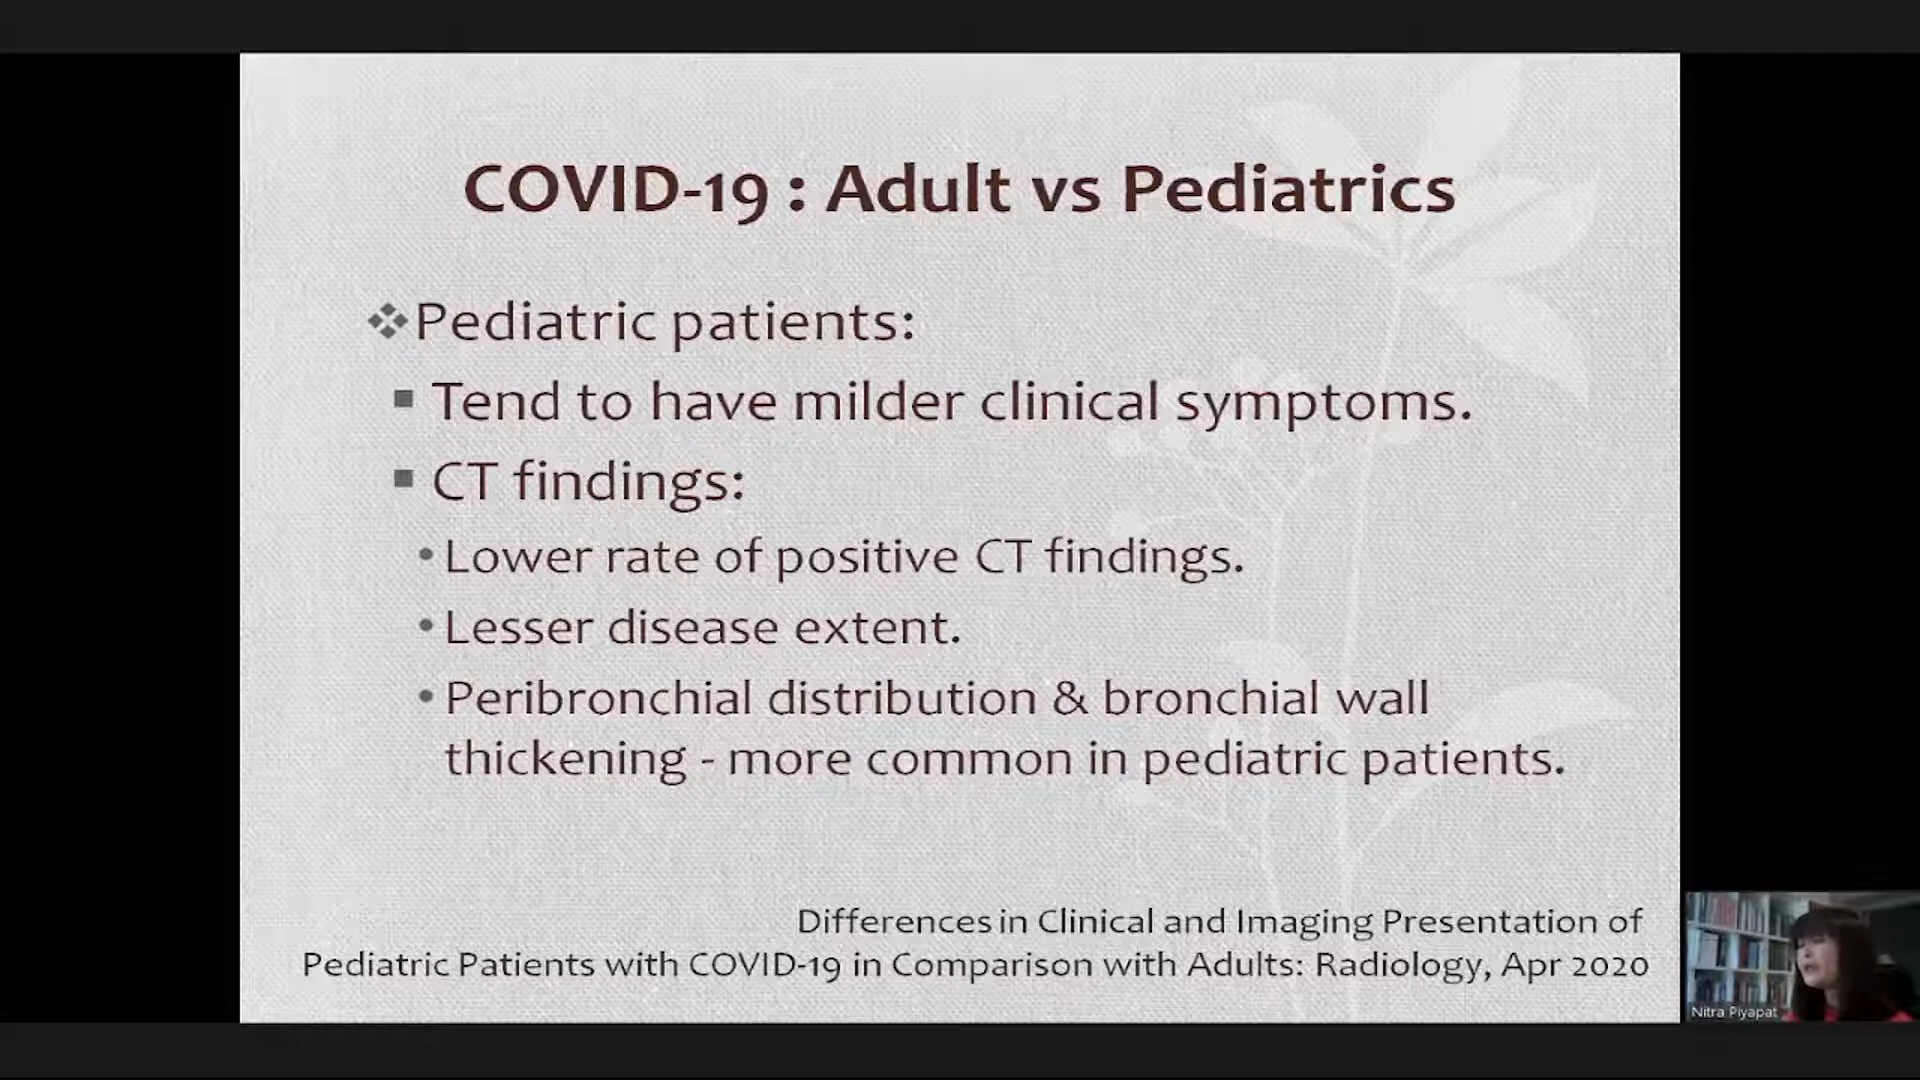 COVID-19 : Adult vs Pediatrics
Pediatric patients:
Tend to have milder clinical symptoms.
CT findings:
Lower rate of positive CT findings.
Lesser disease extent.
Peribronchial distribution & bronchial wall
thickening - more common in pediatric patients.
Differences in Clinical and Imaging Presentation of
Pediatric Patients with COVID-19 in Comparison with Adults: Radiology, Apr 2020
Nitra Piyapat